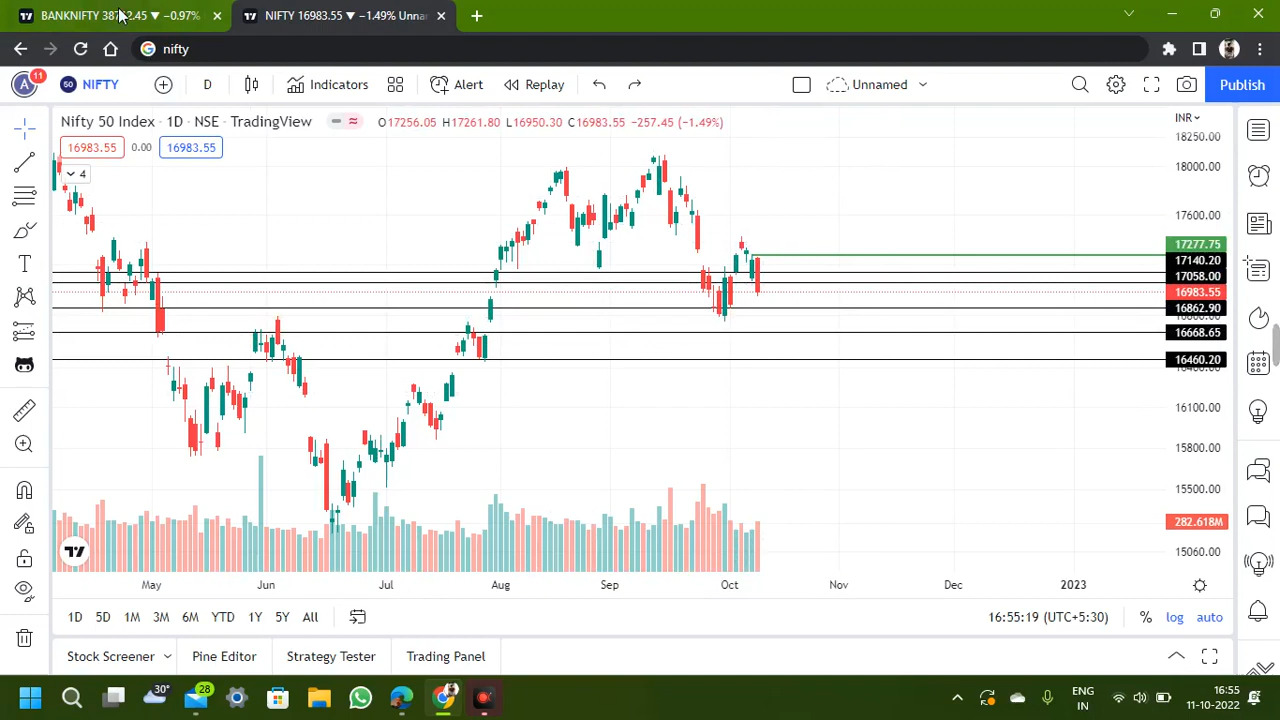 BANKNIFTY 38712.45 ▼ −0.97%
NIFTY 16983.55 ▼ −1.49% Unnar
nifty
A
11
50
NIFTY
D
Indicators
Alert
Replay
Unnamed
Publish
Nifty 50 Index · 1D · NSE · TradingView
O17256.05 H17261.80 L16950.30 C16983.55 −257.45 (−1.49%)
INR
16983.55
0.00
16983.55
4
18250.00
18000.00
17600.00
17277.75
17140.20
17058.00
16983.55
16862.90
16668.65
16460.20
16100.00
15800.00
15500.00
282.618M
15060.00
May
Jun
Jul
Aug
Sep
Oct
Nov
Dec
2023
1D
5D
1M
3M
6M
YTD
1Y
5Y
All
16:55:19 (UTC+5:30)
%
log
auto
Stock Screener
Pine Editor
Strategy Tester
Trading Panel
30°
28
ENG
IN
16:55
11-10-2022